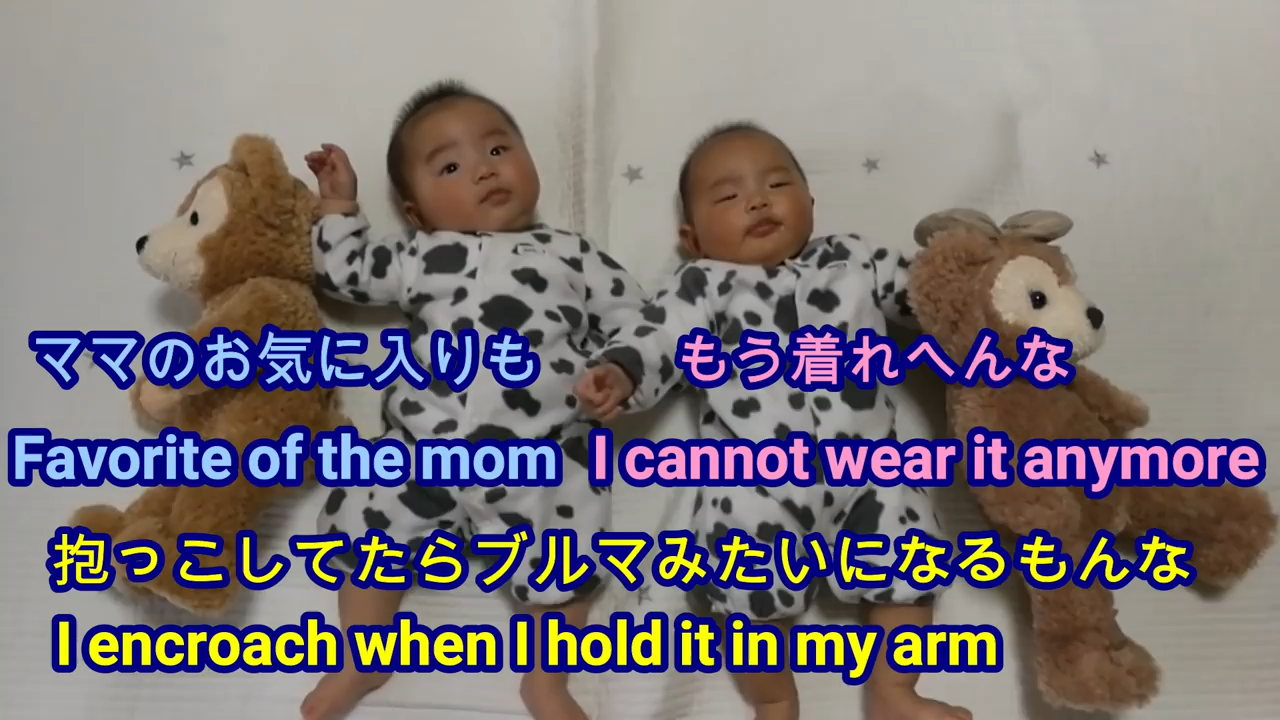 ママのお気に入りも もう着れへんな
Favorite of the mom I cannot wear it anymore
抱っこしてたらブルマみたいになるもんな
I encroach when I hold it in my arm